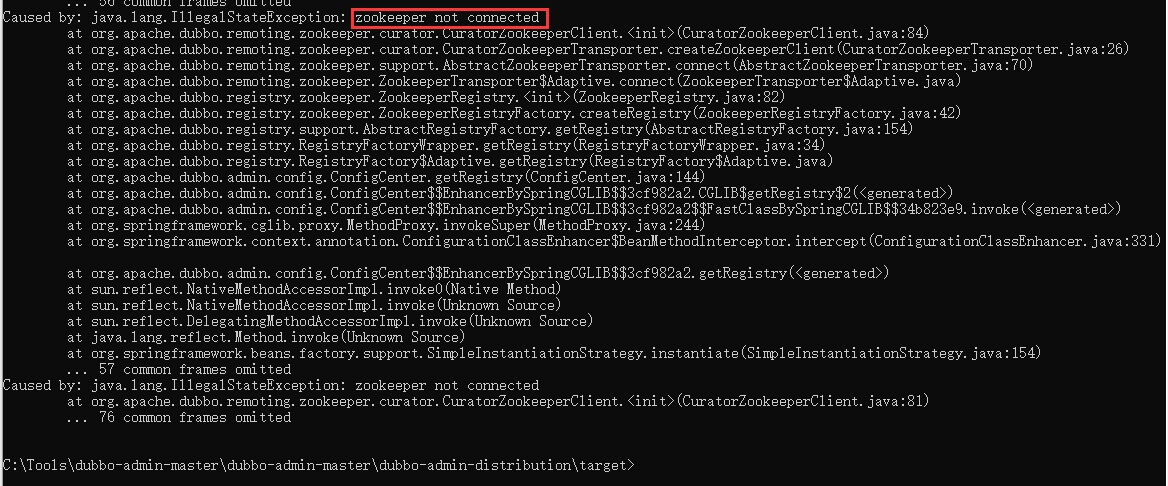 ... 56 common frames omitted
Caused by: java.lang.IllegalStateException: zookeeper not connected
at org.apache.dubbo.remoting.zookeeper.curator.CuratorZookeeperClient.<init>(CuratorZookeeperClient.java:84)
at org.apache.dubbo.remoting.zookeeper.curator.CuratorZookeeperTransporter.createZookeeperClient(CuratorZookeeperTransporter.java:26)
at org.apache.dubbo.remoting.zookeeper.support.AbstractZookeeperTransporter.connect(AbstractZookeeperTransporter.java:70)
at org.apache.dubbo.remoting.zookeeper.ZookeeperTransporter$Adaptive.connect(ZookeeperTransporter$Adaptive.java)
at org.apache.dubbo.registry.zookeeper.ZookeeperRegistry.<init>(ZookeeperRegistry.java:82)
at org.apache.dubbo.registry.zookeeper.ZookeeperRegistryFactory.createRegistry(ZookeeperRegistryFactory.java:42)
at org.apache.dubbo.registry.support.AbstractRegistryFactory.getRegistry(AbstractRegistryFactory.java:154)
at org.apache.dubbo.registry.RegistryFactoryWrapper.getRegistry(RegistryFactoryWrapper.java:34)
at org.apache.dubbo.registry.RegistryFactory$Adaptive.getRegistry(RegistryFactory$Adaptive.java)
at org.apache.dubbo.admin.config.ConfigCenter.getRegistry(ConfigCenter.java:144)
at org.apache.dubbo.admin.config.ConfigCenter$$EnhancerBySpringCGLIB$$3cf982a2.CGLIB$getRegistry$2(<generated>)
at org.apache.dubbo.admin.config.ConfigCenter$$EnhancerBySpringCGLIB$$3cf982a2$$FastClassBySpringCGLIB$$34b823e9.invoke(<generated>)
at org.springframework.cglib.proxy.MethodProxy.invokeSuper(MethodProxy.java:244)
at org.springframework.context.annotation.ConfigurationClassEnhancer$BeanMethodInterceptor.intercept(ConfigurationClassEnhancer.java:331)
at org.apache.dubbo.admin.config.ConfigCenter$$EnhancerBySpringCGLIB$$3cf982a2.getRegistry(<generated>)
at sun.reflect.NativeMethodAccessorImpl.invoke0(Native Method)
at sun.reflect.NativeMethodAccessorImpl.invoke(Unknown Source)
at sun.reflect.DelegatingMethodAccessorImpl.invoke(Unknown Source)
at java.lang.reflect.Method.invoke(Unknown Source)
at org.springframework.beans.factory.support.SimpleInstantiationStrategy.instantiate(SimpleInstantiationStrategy.java:154)
... 57 common frames omitted
Caused by: java.lang.IllegalStateException: zookeeper not connected
at org.apache.dubbo.remoting.zookeeper.curator.CuratorZookeeperClient.<init>(CuratorZookeeperClient.java:81)
... 76 common frames omitted
C:\Tools\dubbo-admin-master\dubbo-admin-master\dubbo-admin-distribution\target>